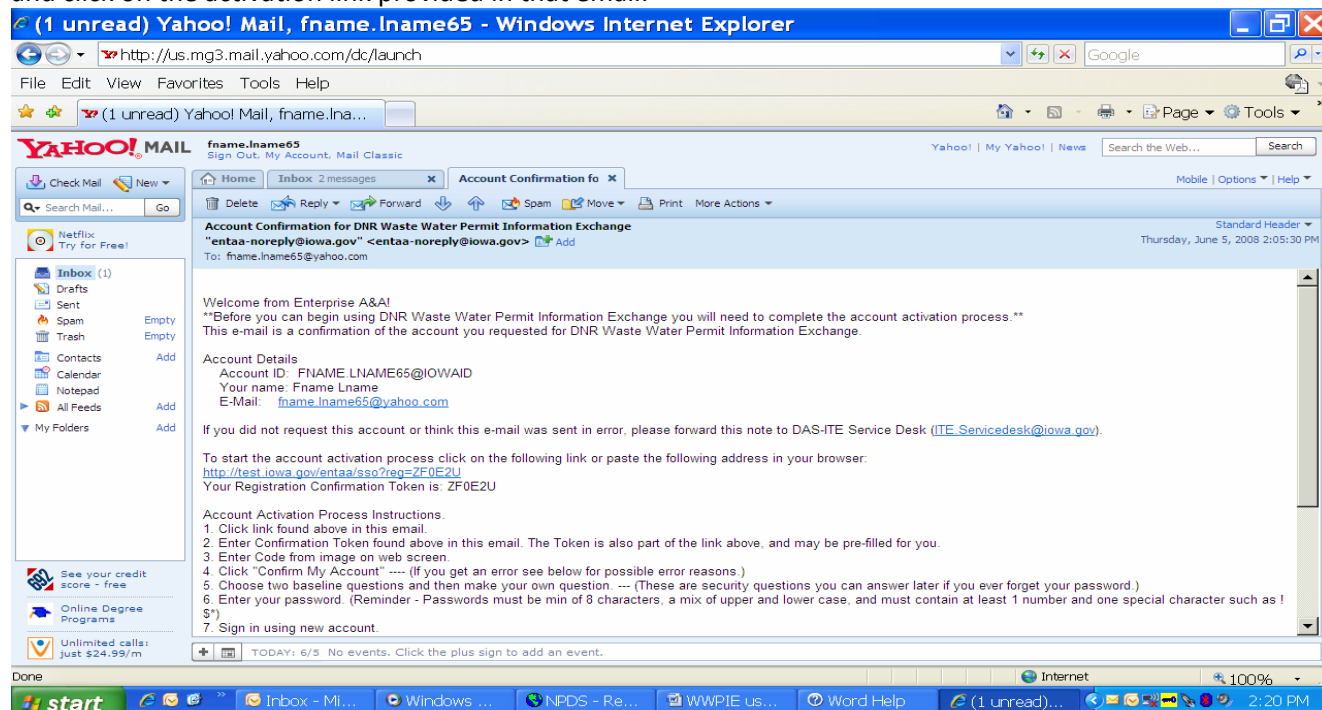 and click on the activation link provided in that email.
(1 unread) Yahoo! Mail, fname.lname65 - Windows Internet Explorer
http://us.mg3.mail.yahoo.com/dc/launch
Google
File Edit View Favorites Tools Help
(1 unread) Yahoo! Mail, fname.lna...
Page Tools
YAHOO! MAIL
fname.lname65
Sign Out, My Account, Mail Classic
Yahoo! | My Yahoo! | News
Search the Web...
Search
Check Mail New
Home
Inbox 2 messages
Account Confirmation fo
Mobile | Options | Help
Search Mail... Go
Delete Reply Forward Spam Move Print More Actions
Netflix
Try for Free!
Inbox (1)
Drafts
Sent
Spam Empty
Trash Empty
Contacts Add
Calendar
Notepad
All Feeds Add
My Folders Add
See your credit
score - free
Online Degree
Programs
Unlimited calls:
just $24.99/m
Account Confirmation for DNR Waste Water Permit Information Exchange
Standard Header
"entaa-noreply@iowa.gov" <entaa-noreply@iowa.gov> Add
Thursday, June 5, 2008 2:05:30 PM
To: fname.lname65@yahoo.com
Welcome from Enterprise A&A!
**Before you can begin using DNR Waste Water Permit Information Exchange you will need to complete the account activation process.**
This e-mail is a confirmation of the account you requested for DNR Waste Water Permit Information Exchange.
Account Details
Account ID: FNAME.LNAME65@IOWAID
Your name: Fname Lname
E-Mail: fname.lname65@yahoo.com
If you did not request this account or think this e-mail was sent in error, please forward this note to DAS-ITE Service Desk (ITE.Servicedesk@iowa.gov).
To start the account activation process click on the following link or paste the following address in your browser:
http://test.iowa.gov/entaa/sso?reg=ZF0E2U
Your Registration Confirmation Token is: ZF0E2U
Account Activation Process Instructions.
1. Click link found above in this email.
2. Enter Confirmation Token found above in this email. The Token is also part of the link above, and may be pre-filled for you.
3. Enter Code from image on web screen.
4. Click "Confirm My Account" ---- (If you get an error see below for possible error reasons.)
5. Choose two baseline questions and then make your own question. --- (These are security questions you can answer later if you ever forget your password.)
6. Enter your password. (Reminder - Passwords must be min of 8 characters, a mix of upper and lower case, and must contain at least 1 number and one special character such as !
$*)
7. Sign in using new account.
TODAY: 6/5 No events. Click the plus sign to add an event.
Done
Internet
100%
start
Inbox - Mi...
Windows ...
NPDS - Re...
WWPIE us...
Word Help
(1 unread)...
2:20 PM